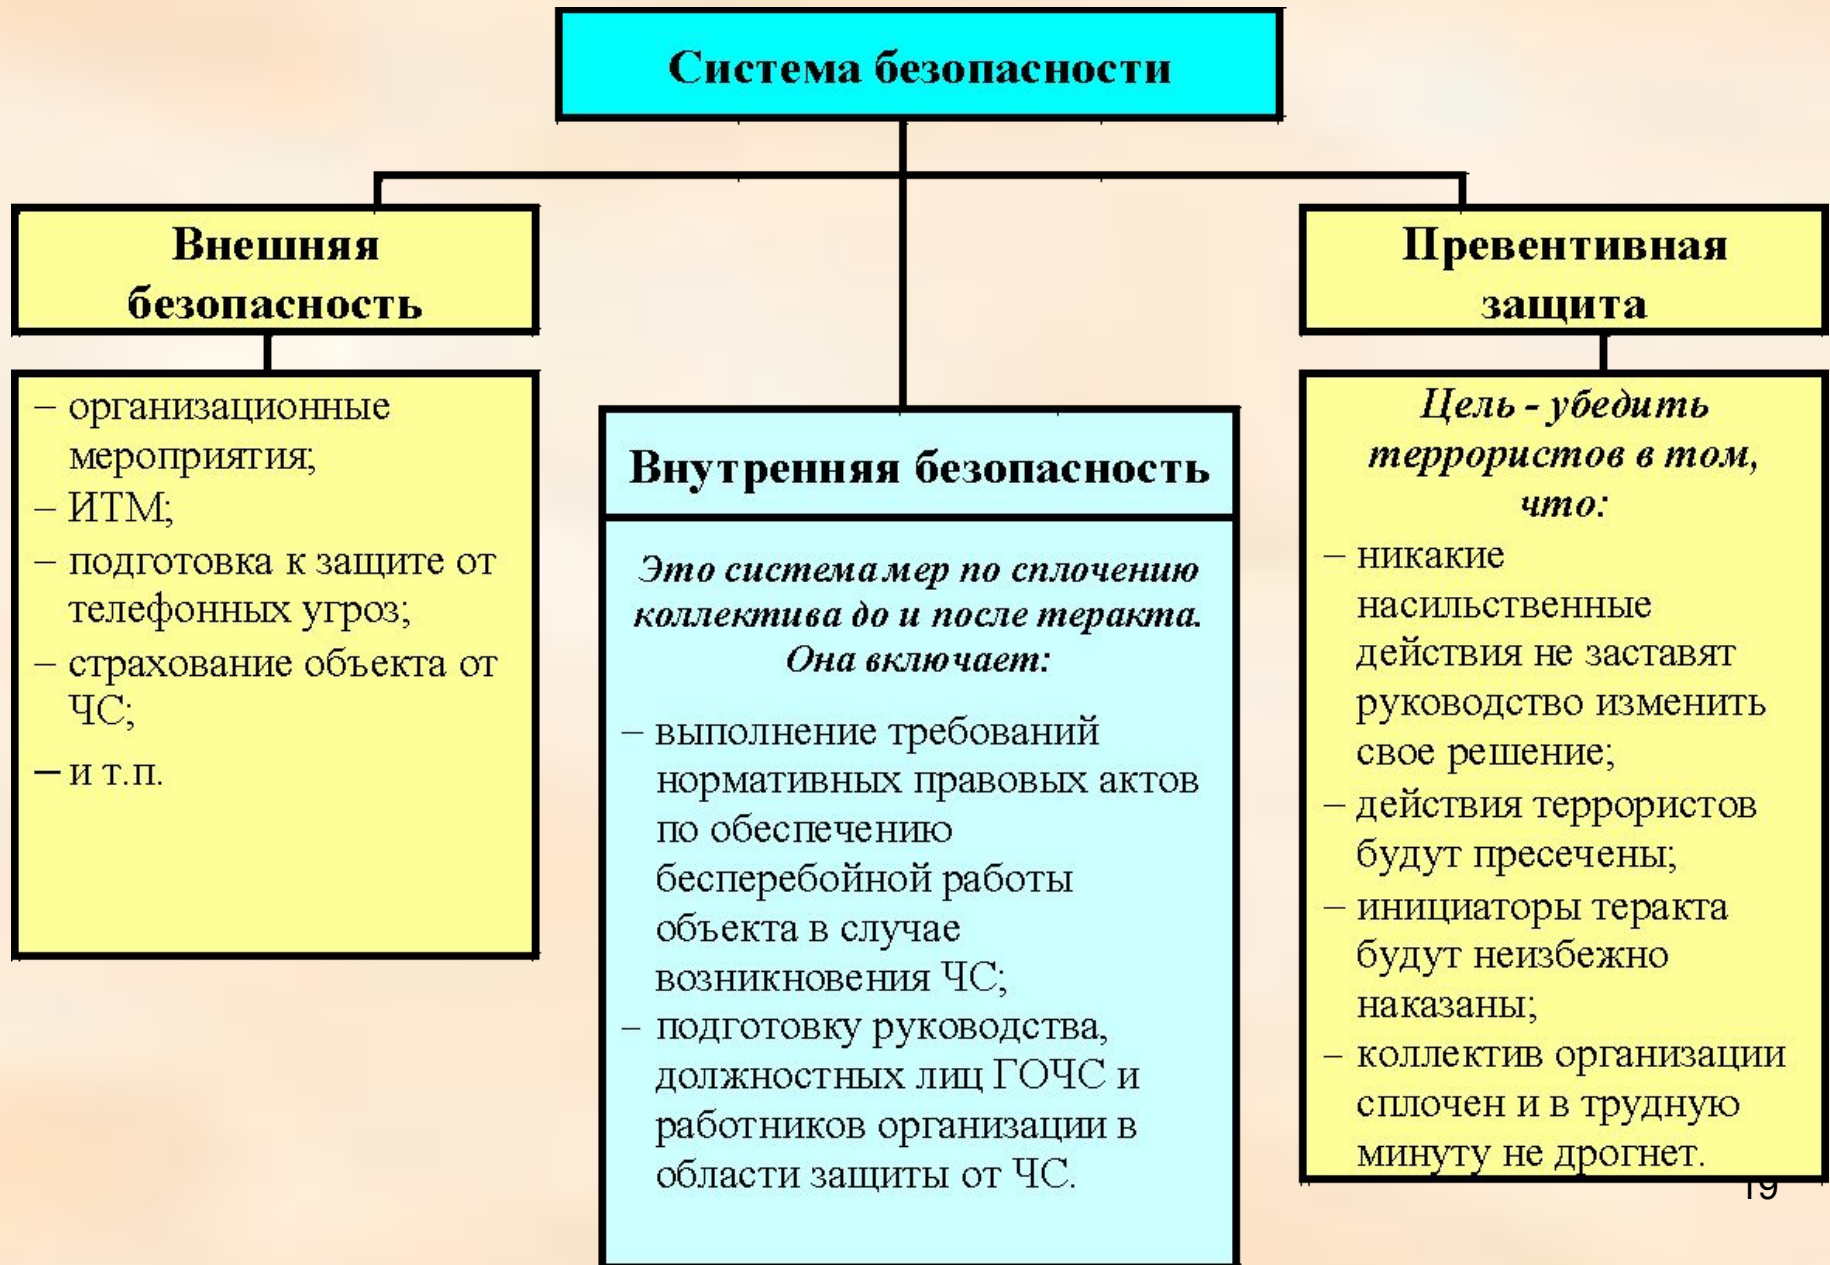 Система безопасности
Внешняя
безопасность
– организационные
мероприятия;
– ИТМ;
– подготовка к защите от
телефонных угроз;
– страхование объекта от
ЧС;
– и т.п.
Внутренняя безопасность
Это система мер по сплочению
коллектива до и после теракта.
Она включает:
– выполнение требований
нормативных правовых актов
по обеспечению
бесперебойной работы
объекта в случае
возникновения ЧС;
– подготовку руководства,
должностных лиц ГОЧС и
работников организации в
области защиты от ЧС.
Превентивная
защита
Цель - убедить
террористов в том,
что:
– никакие
насильственные
действия не заставят
руководство изменить
свое решение;
– действия террористов
будут пресечены;
– инициаторы теракта
будут неизбежно
наказаны;
– коллектив организации
сплочен и в трудную
минуту не дрогнет.
19